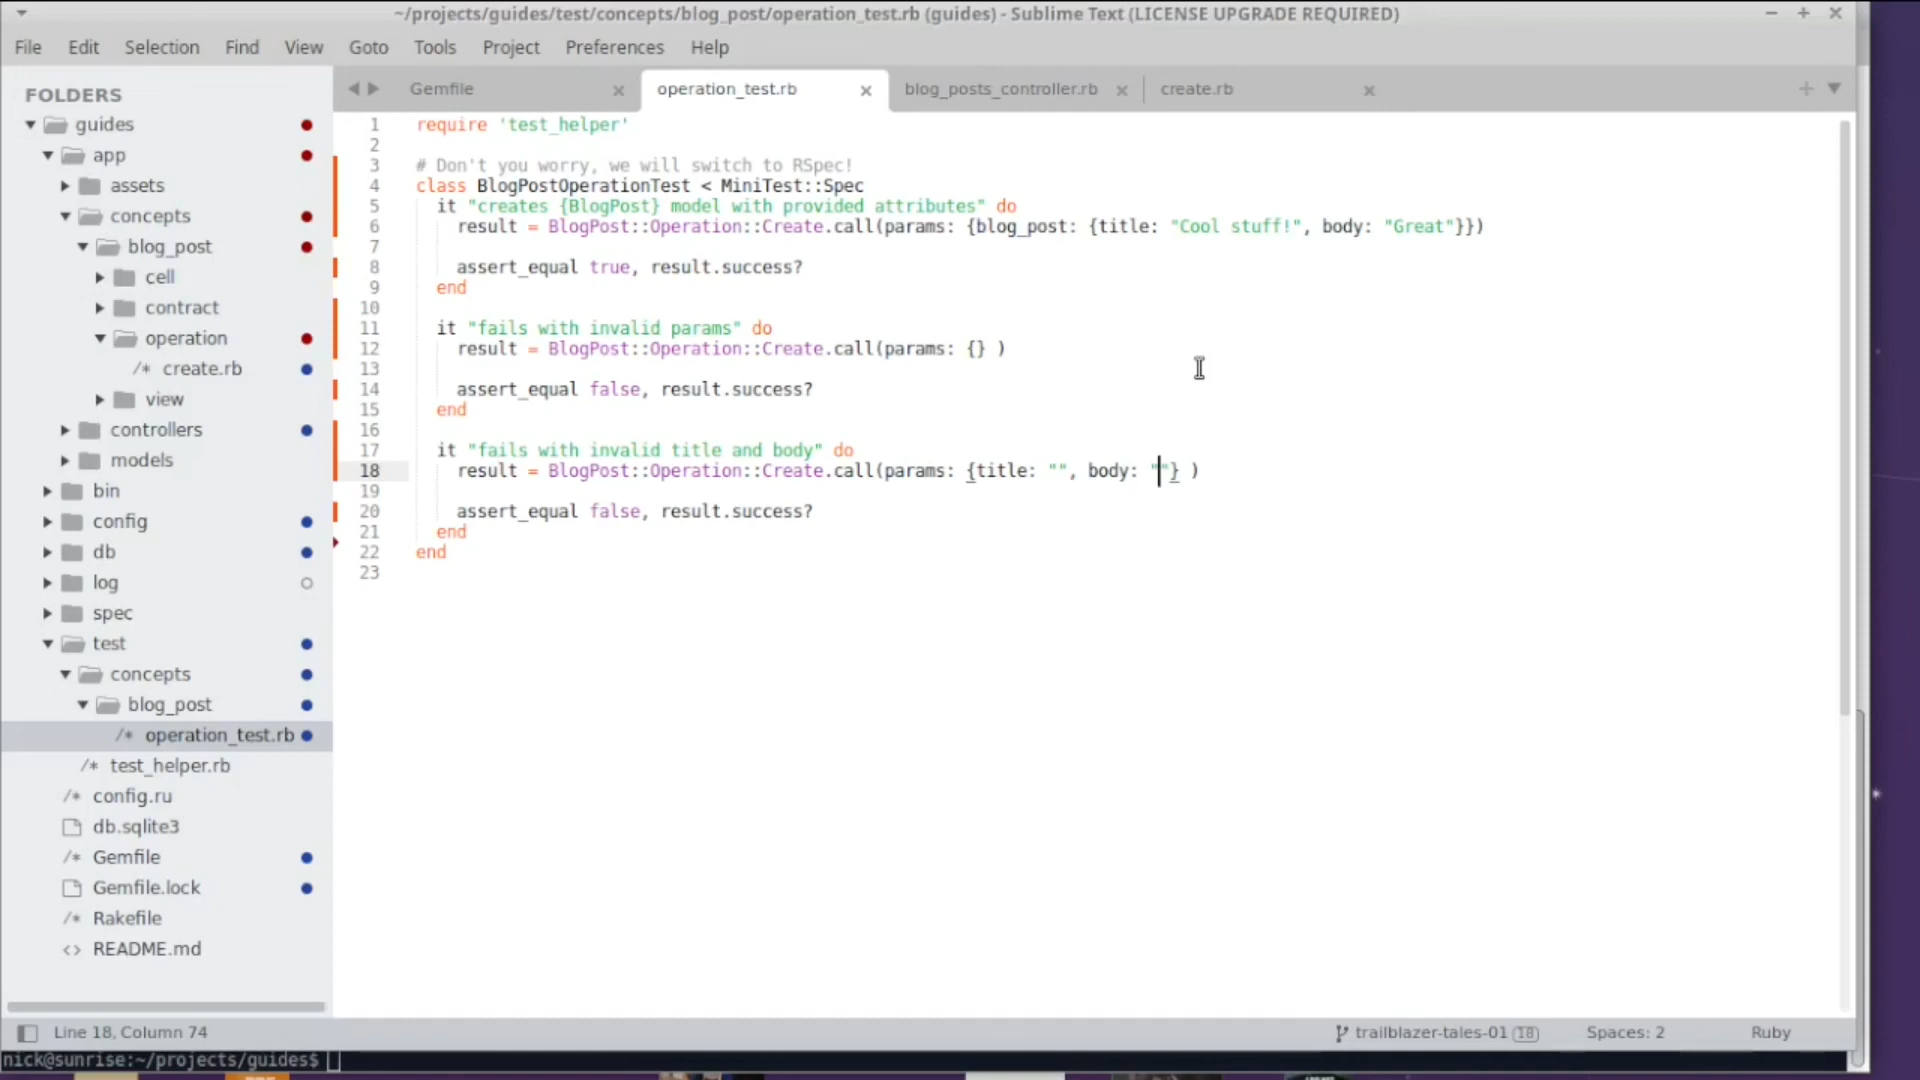 ~/projects/guides/test/concepts/blog_post/operation_test.rb (guides) - Sublime Text (LICENSE UPGRADE REQUIRED)
File Edit Selection Find View Goto Tools Project Preferences Help
FOLDERS
guides
app
assets
concepts
blog_post
cell
contract
operation
/* create.rb
view
controllers
models
bin
config
db
log
spec
test
concepts
blog_post
/* operation_test.rb
/* test_helper.rb
/* config.ru
db.sqlite3
/* Gemfile
Gemfile.lock
/* Rakefile
<> README.md
Gemfile operation_test.rb blog_posts_controller.rb create.rb
1 require 'test_helper'
2
3 # Don't you worry, we will switch to RSpec!
4 class BlogPostOperationTest < MiniTest::Spec
5 it "creates {BlogPost} model with provided attributes" do
6 result = BlogPost::Operation::Create.call(params: {blog_post: {title: "Cool stuff!", body: "Great"}})
7
8 assert_equal true, result.success?
9 end
10
11 it "fails with invalid params" do
12 result = BlogPost::Operation::Create.call(params: {} )
13
14 assert_equal false, result.success?
15 end
16
17 it "fails with invalid title and body" do
18 result = BlogPost::Operation::Create.call(params: {title: "", body: ""} )
19
20 assert_equal false, result.success?
21 end
22 end
23
Line 18, Column 74 trailblazer-tales-01 18 Spaces: 2 Ruby
nick@sunrise:~/projects/guides$